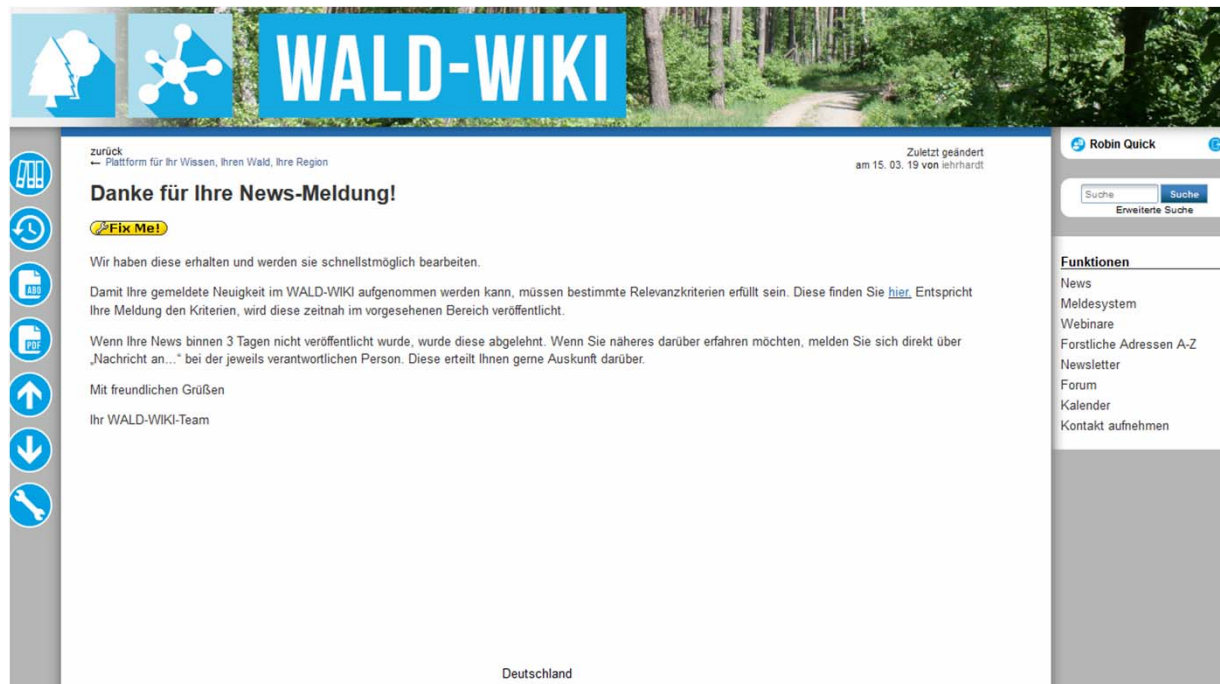 WALD-WIKI
zurück
← Plattform für Ihr Wissen, Ihren Wald, Ihre Region
Zuletzt geändert
am 15. 03. 19 von iehrhardt
Danke für Ihre News-Meldung!
Fix Me!
Wir haben diese erhalten und werden sie schnellstmöglich bearbeiten.
Damit Ihre gemeldete Neuigkeit im WALD-WIKI aufgenommen werden kann, müssen bestimmte Relevanzkriterien erfüllt sein. Diese finden Sie hier. Entspricht
Ihre Meldung den Kriterien, wird diese zeitnah im vorgesehenen Bereich veröffentlicht.
Wenn Ihre News binnen 3 Tagen nicht veröffentlicht wurde, wurde diese abgelehnt. Wenn Sie näheres darüber erfahren möchten, melden Sie sich direkt über
„Nachricht an…“ bei der jeweils verantwortlichen Person. Diese erteilt Ihnen gerne Auskunft darüber.
Mit freundlichen Grüßen
Ihr WALD-WIKI-Team
Deutschland
ABO
PDF
Robin Quick
Suche
Suche
Erweiterte Suche
Funktionen
News
Meldesystem
Webinare
Forstliche Adressen A-Z
Newsletter
Forum
Kalender
Kontakt aufnehmen